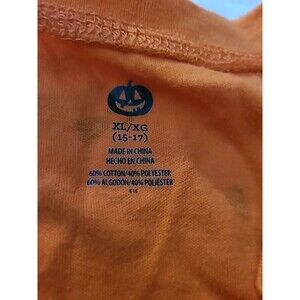 XL/XG
(15-17)
MADE IN CHINA
HECHO EN CHINA
60% COTTON/40% POLYESTER
60% ALGODÓN/40% POLIÉSTER